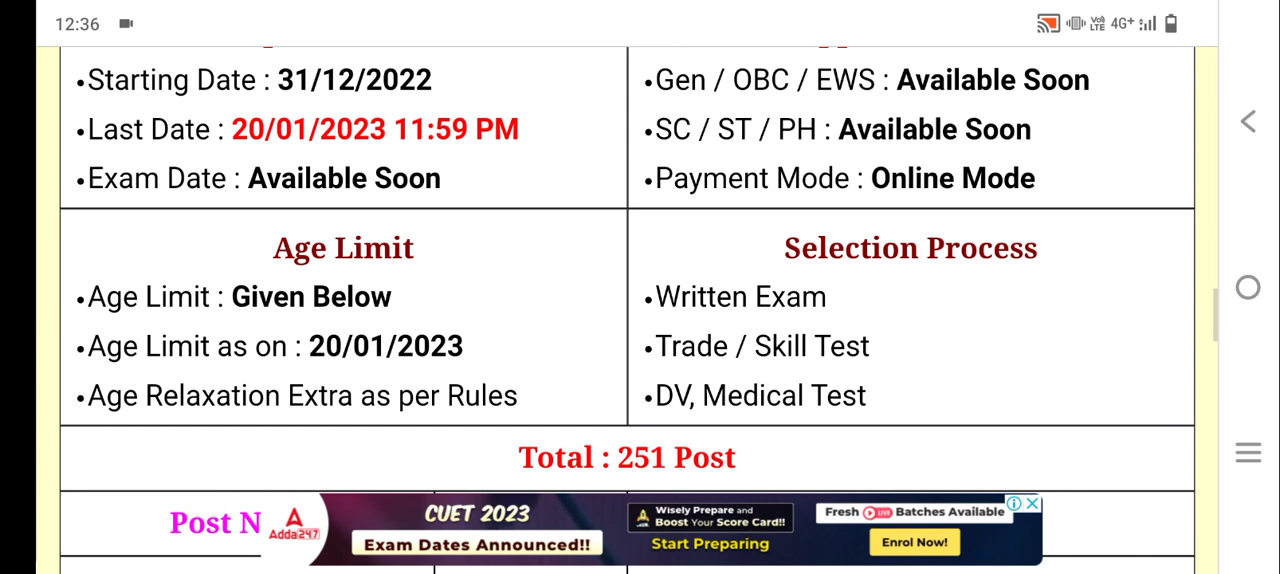 12:36
VoD LTE 4G+
•Starting Date : 31/12/2022
•Last Date : 20/01/2023 11:59 PM
•Exam Date : Available Soon
•Gen / OBC / EWS : Available Soon
•SC / ST / PH : Available Soon
•Payment Mode : Online Mode
Age Limit
•Age Limit : Given Below
•Age Limit as on : 20/01/2023
•Age Relaxation Extra as per Rules
Selection Process
•Written Exam
•Trade / Skill Test
•DV, Medical Test
Total : 251 Post
Post N
Adda247
CUET 2023
Exam Dates Announced!!
Wisely Prepare and
Boost Your Score Card!!
Start Preparing
Fresh LIVE Batches Available
Enrol Now!